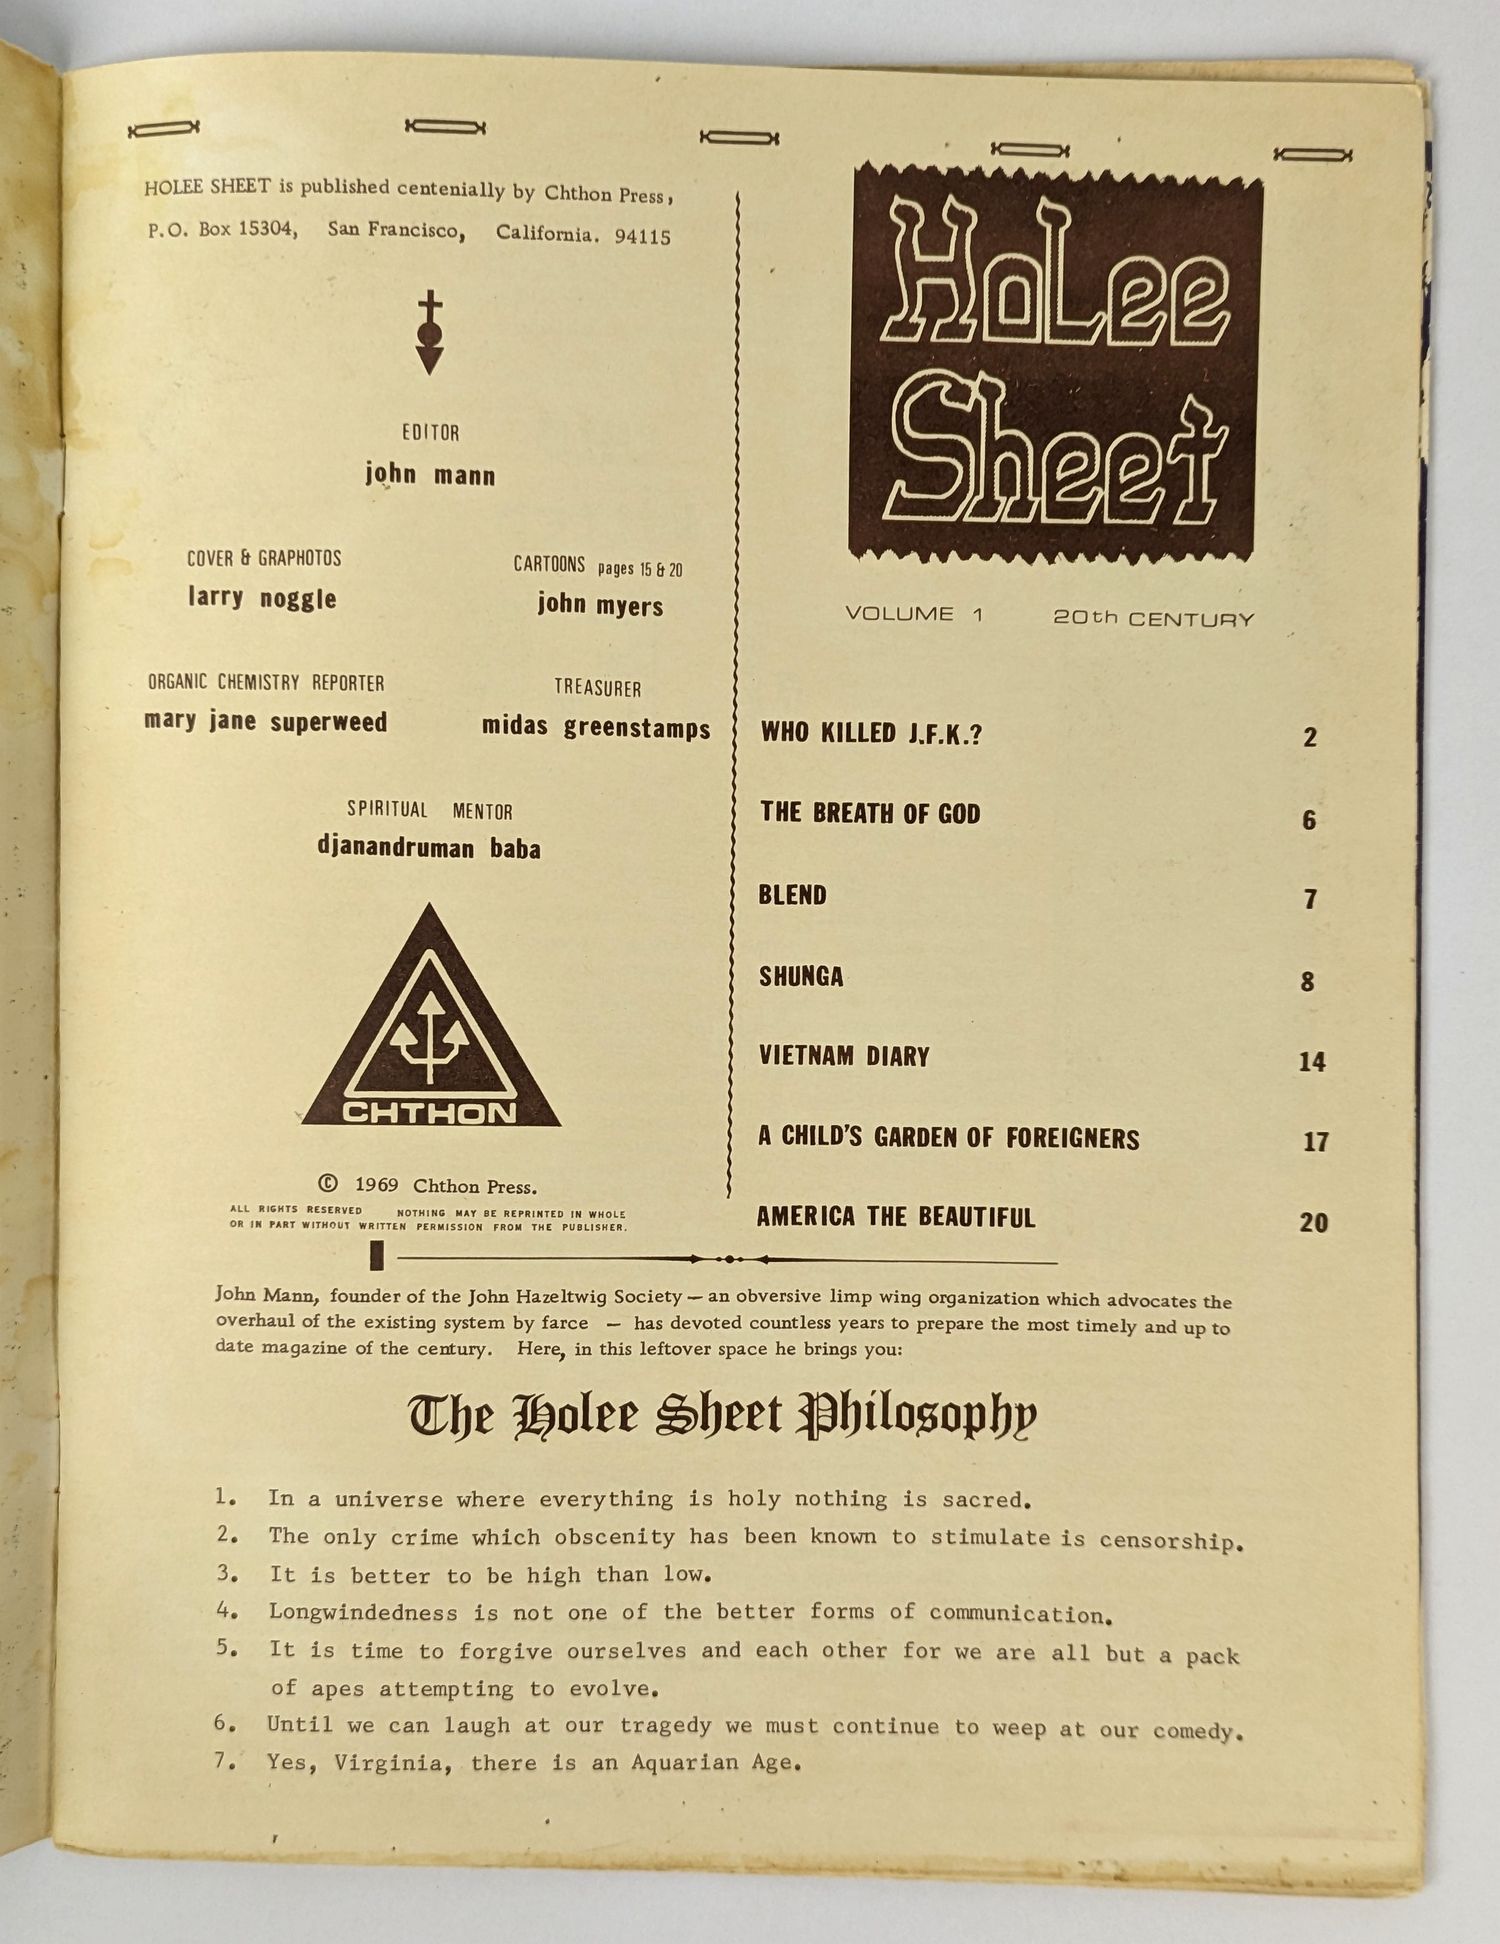 HOLEE SHEET is published centenially by Chthon Press,
P.O. Box 15304, San Francisco, California. 94115
EDITOR
john mann
COVER & GRAPHOTOS
larry noggle
CARTOONS pages 15 & 20
john myers
ORGANIC CHEMISTRY REPORTER
mary jane superweed
TREASURER
midas greenstamps
SPIRITUAL MENTOR
djanandruman baba
CHTHON
© 1969 Chthon Press.
ALL RIGHTS RESERVED NOTHING MAY BE REPRINTED IN WHOLE
OR IN PART WITHOUT WRITTEN PERMISSION FROM THE PUBLISHER.
HoLee
Sheet
VOLUME 1 20th CENTURY
WHO KILLED J.F.K.? 2
THE BREATH OF GOD 6
BLEND 7
SHUNGA 8
VIETNAM DIARY 14
A CHILD'S GARDEN OF FOREIGNERS 17
AMERICA THE BEAUTIFUL 20
John Mann, founder of the John Hazeltwig Society — an obversive limp wing organization which advocates the
overhaul of the existing system by farce — has devoted countless years to prepare the most timely and up to
date magazine of the century. Here, in this leftover space he brings you:
The Holee Sheet Philosophy
1. In a universe where everything is holy nothing is sacred.
2. The only crime which obscenity has been known to stimulate is censorship.
3. It is better to be high than low.
4. Longwindedness is not one of the better forms of communication.
5. It is time to forgive ourselves and each other for we are all but a pack
of apes attempting to evolve.
6. Until we can laugh at our tragedy we must continue to weep at our comedy.
7. Yes, Virginia, there is an Aquarian Age.